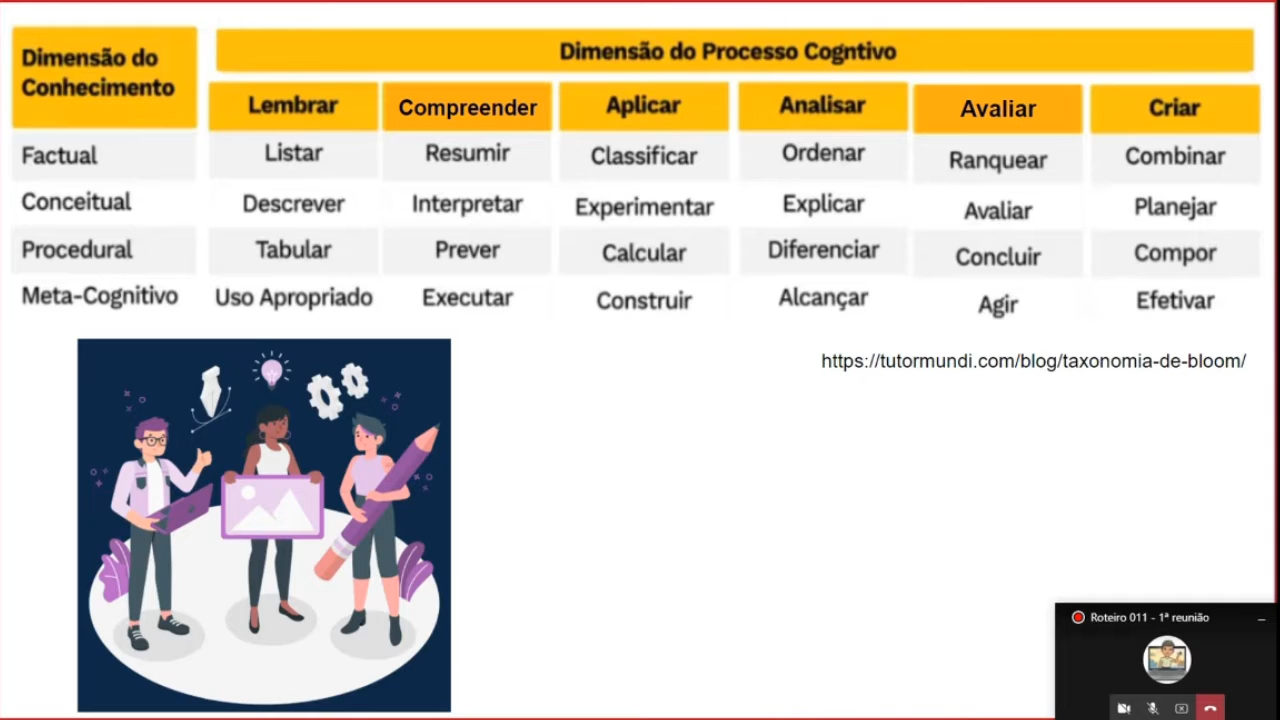 Dimensão do
Conhecimento
Dimensão do Processo Cogntivo
Lembrar Compreender Aplicar Analisar Avaliar Criar
Factual Listar Resumir Classificar Ordenar Ranquear Combinar
Conceitual Descrever Interpretar Experimentar Explicar Avaliar Planejar
Procedural Tabular Prever Calcular Diferenciar Concluir Compor
Meta-Cognitivo Uso Apropriado Executar Construir Alcançar Agir Efetivar
https://tutormundi.com/blog/taxonomia-de-bloom/
Roteiro 011 - 1ª reunião